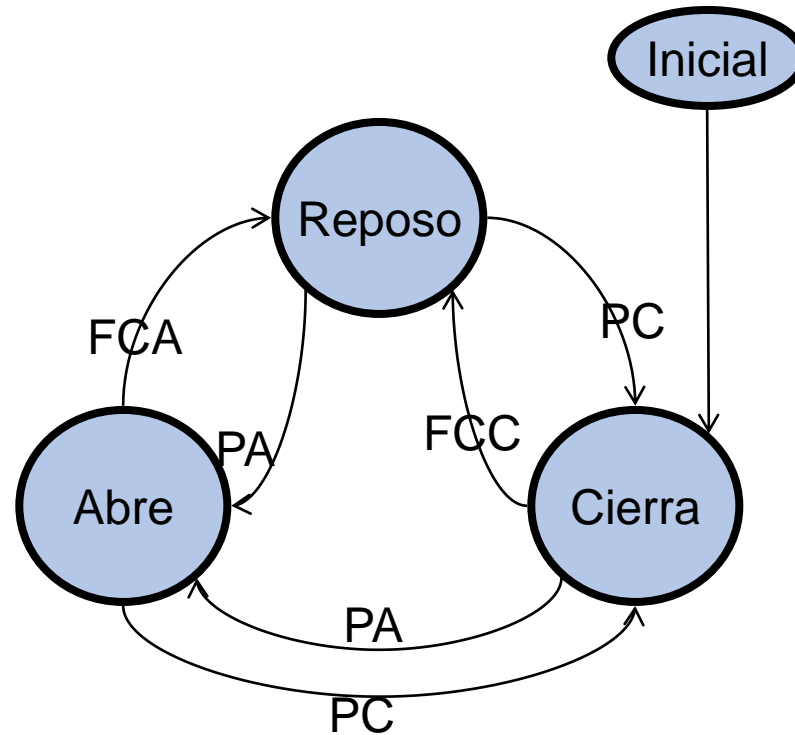 Inicial
Reposo
PC
FCA
FCC
PA
Abre
Cierra
PA
PC